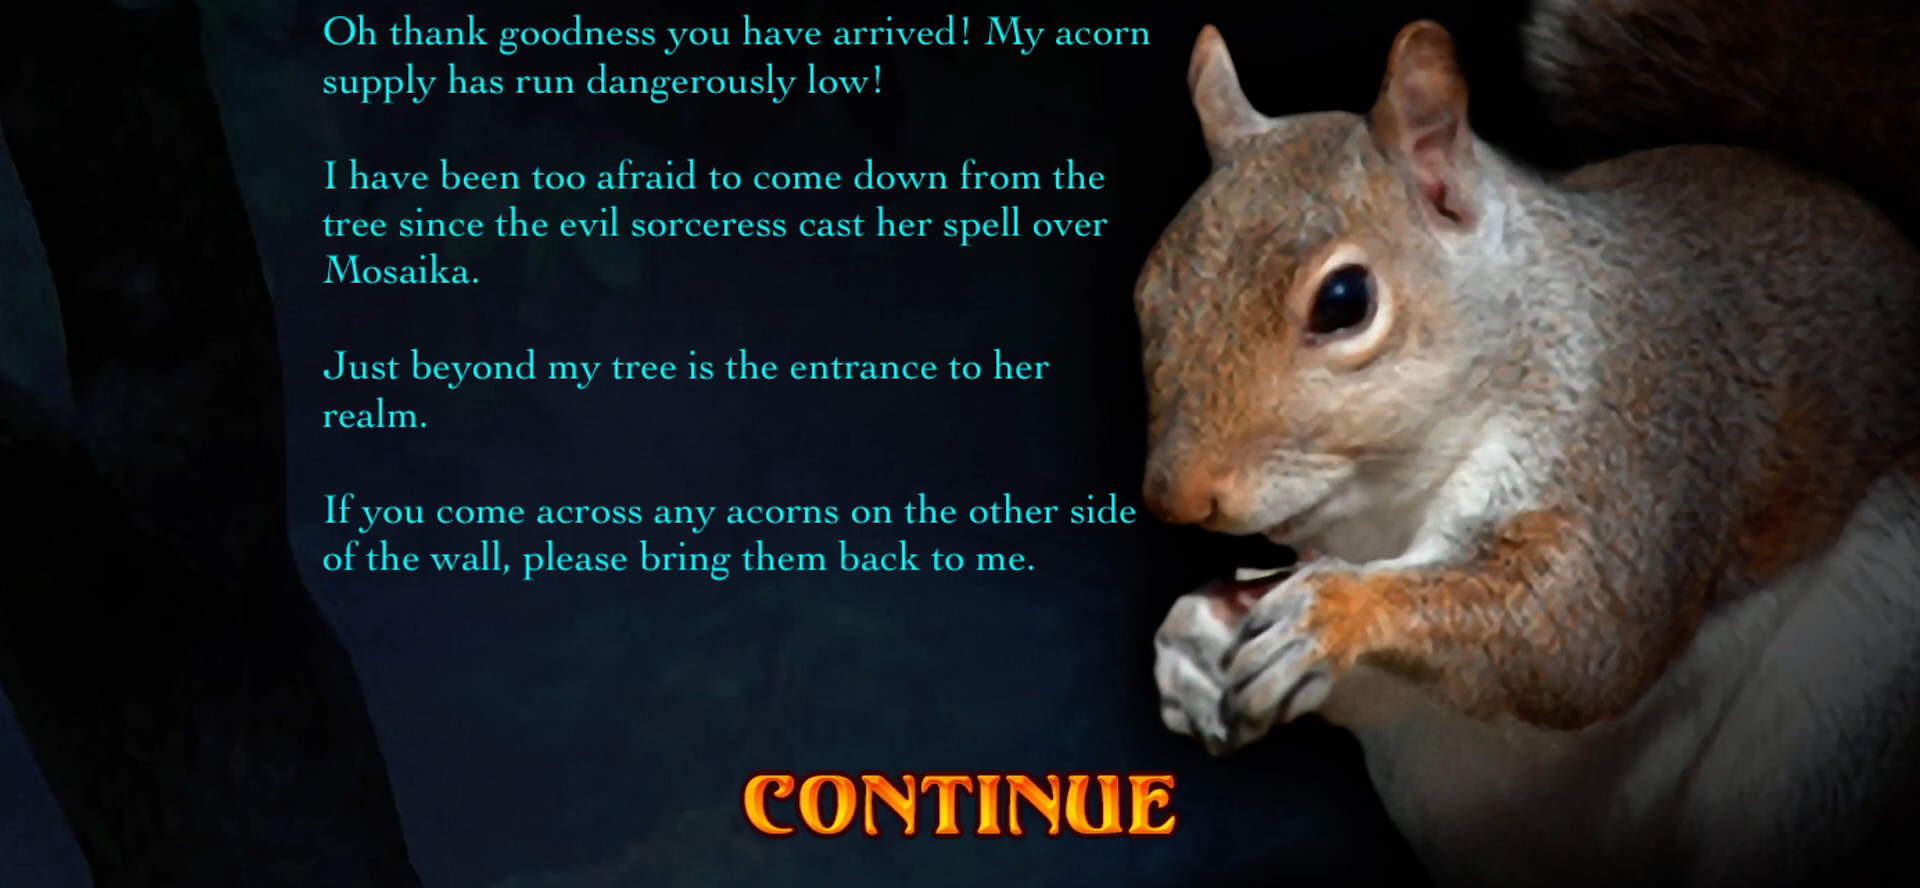 Oh thank goodness you have arrived! My acorn
supply has run dangerously low!
I have been too afraid to come down from the
tree since the evil sorceress cast her spell over
Mosaika.
Just beyond my tree is the entrance to her
realm.
If you come across any acorns on the other side
of the wall, please bring them back to me.
CONTINUE